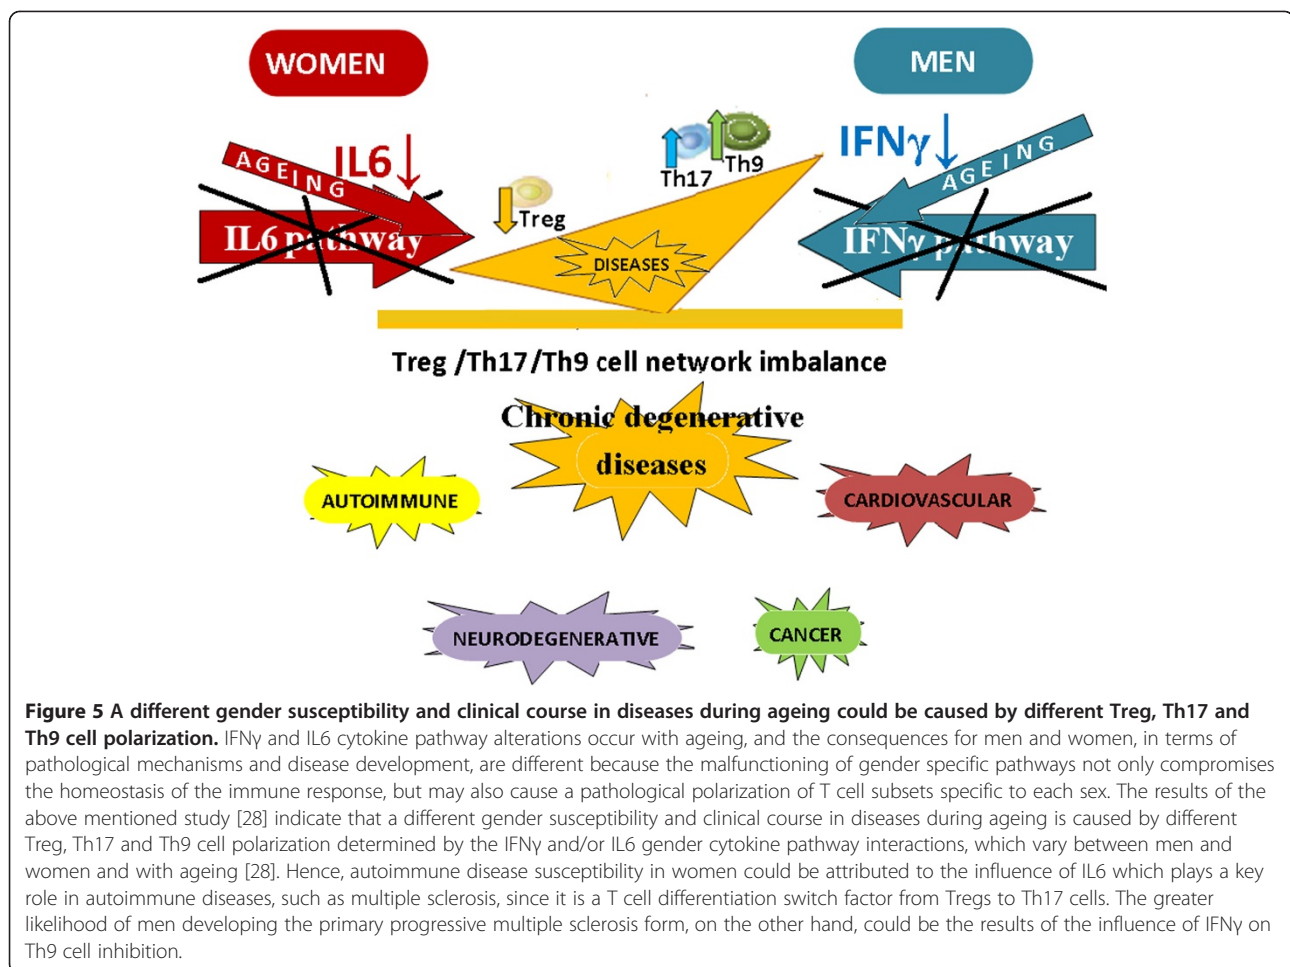 WOMEN
MEN
AGEING
IL6↓
IL6 pathway
Treg
Th17
Th9
DISEASES
IFNγ↓
AGEING
IFNγ pathway
Treg /Th17/Th9 cell network imbalance
Chronic degenerative
diseases
AUTOIMMUNE
CARDIOVASCULAR
NEURODEGENERATIVE
CANCER
Figure 5 A different gender susceptibility and clinical course in diseases during ageing could be caused by different Treg, Th17 and
Th9 cell polarization. IFNγ and IL6 cytokine pathway alterations occur with ageing, and the consequences for men and women, in terms of
pathological mechanisms and disease development, are different because the malfunctioning of gender specific pathways not only compromises
the homeostasis of the immune response, but may also cause a pathological polarization of T cell subsets specific to each sex. The results of the
above mentioned study [28] indicate that a different gender susceptibility and clinical course in diseases during ageing is caused by different
Treg, Th17 and Th9 cell polarization determined by the IFNγ and/or IL6 gender cytokine pathway interactions, which vary between men and
women and with ageing [28]. Hence, autoimmune disease susceptibility in women could be attributed to the influence of IL6 which plays a key
role in autoimmune diseases, such as multiple sclerosis, since it is a T cell differentiation switch factor from Tregs to Th17 cells. The greater
likelihood of men developing the primary progressive multiple sclerosis form, on the other hand, could be the results of the influence of IFNγ on
Th9 cell inhibition.